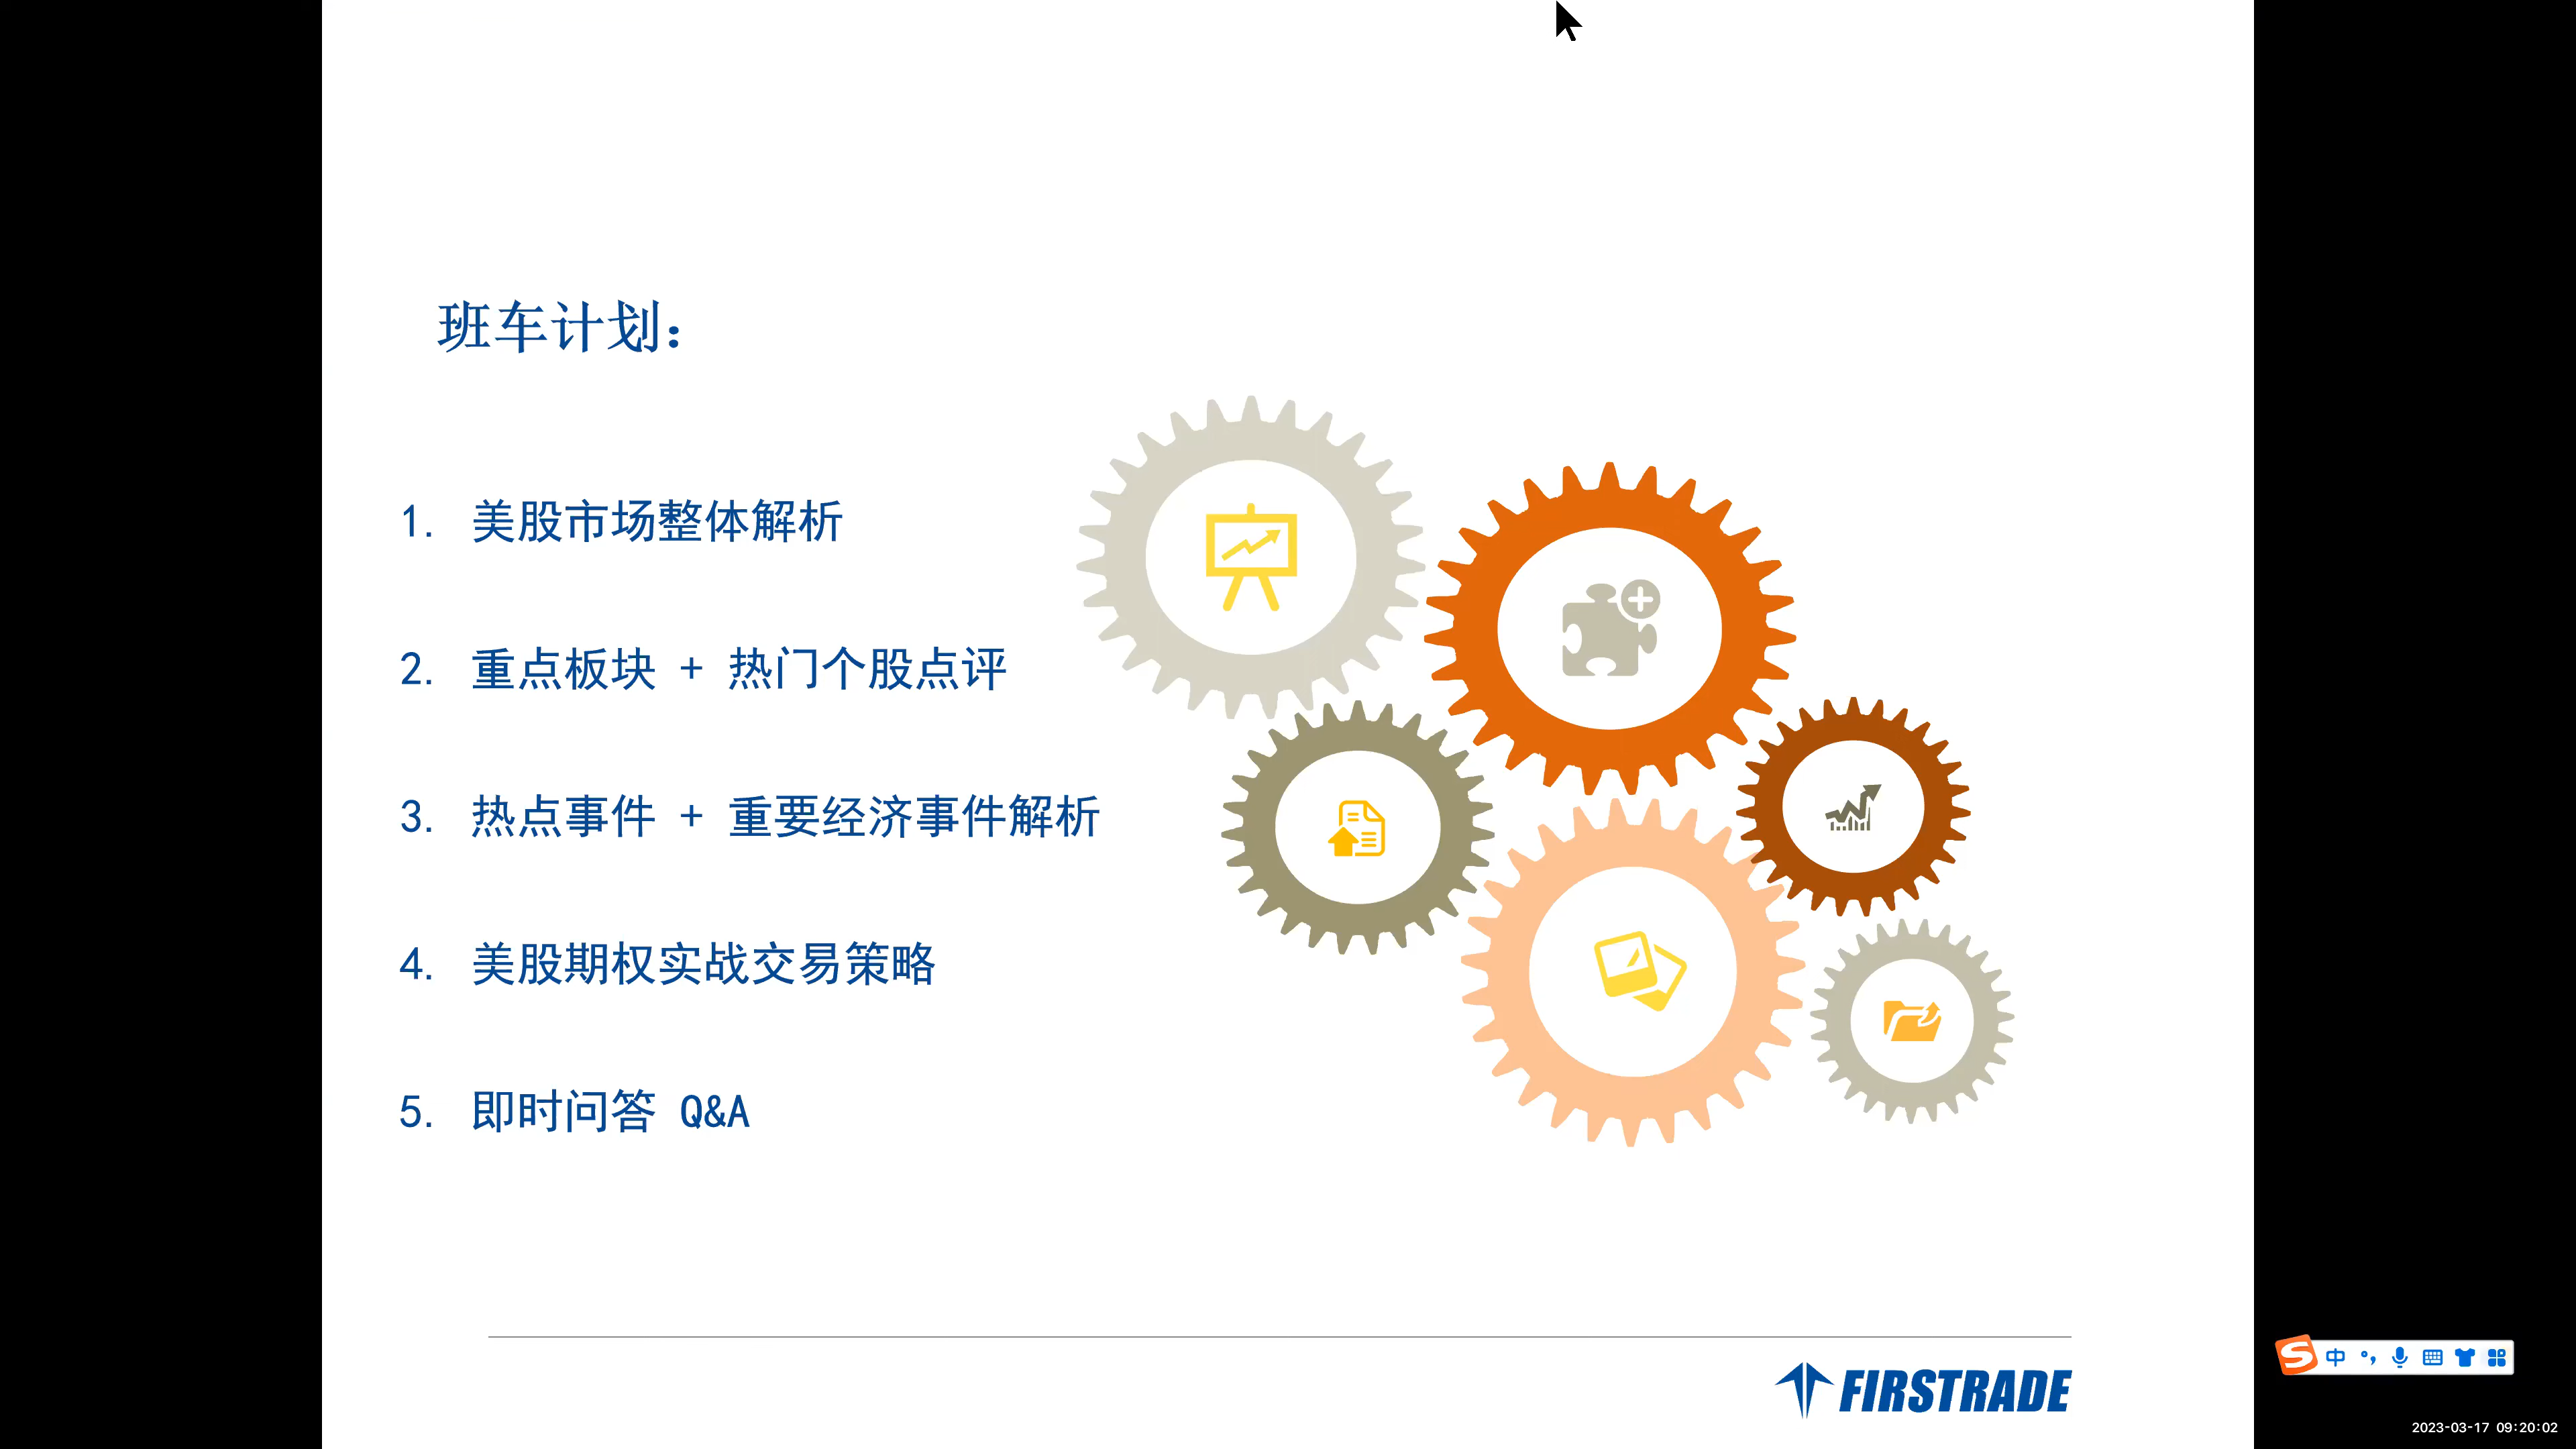 班车计划：
1. 美股市场整体解析
2. 重点板块 + 热门个股点评
3. 热点事件 + 重要经济事件解析
4. 美股期权实战交易策略
5. 即时问答 Q&A
FIRSTRADE
S 中
2023-03-17 09:20:02